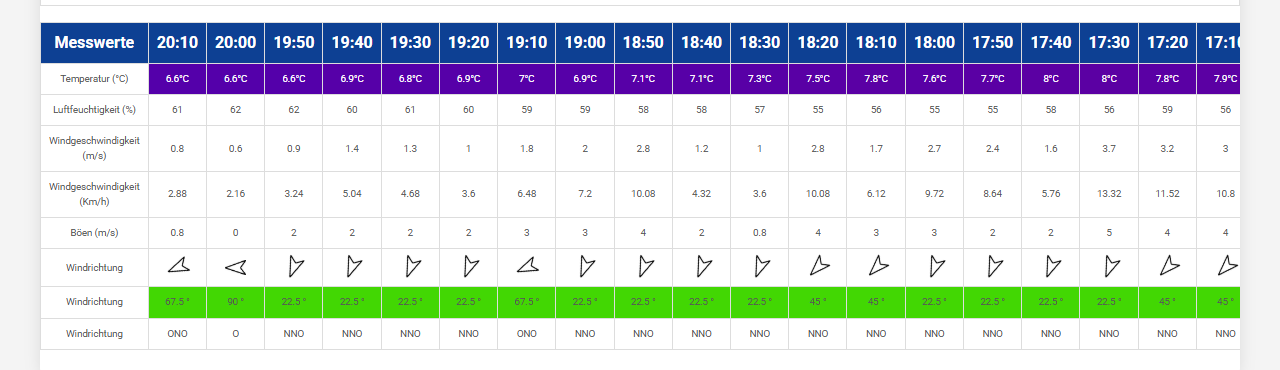 Messwerte 20:10 20:00 19:50 19:40 19:30 19:20 19:10 19:00 18:50 18:40 18:30 18:20 18:10 18:00 17:50 17:40 17:30 17:20 17:10
Temperatur (°C) 6.6°C 6.6°C 6.6°C 6.9°C 6.8°C 6.9°C 7°C 6.9°C 7.1°C 7.1°C 7.3°C 7.5°C 7.8°C 7.6°C 7.7°C 8°C 8°C 7.8°C 7.9°C
Luftfeuchtigkeit (%) 61 62 62 60 61 60 59 59 58 58 57 55 56 55 55 58 56 59 56
Windgeschwindigkeit
(m/s) 0.8 0.6 0.9 1.4 1.3 1 1.8 2 2.8 1.2 1 2.8 1.7 2.7 2.4 1.6 3.7 3.2 3
Windgeschwindigkeit
(Km/h) 2.88 2.16 3.24 5.04 4.68 3.6 6.48 7.2 10.08 4.32 3.6 10.08 6.12 9.72 8.64 5.76 13.32 11.52 10.8
Böen (m/s) 0.8 0 2 2 2 2 3 3 4 2 0.8 4 3 3 2 2 5 4 4
Windrichtung
Windrichtung 67.5 ° 90 ° 22.5 ° 22.5 ° 22.5 ° 22.5 ° 67.5 ° 22.5 ° 22.5 ° 22.5 ° 22.5 ° 45 ° 45 ° 22.5 ° 22.5 ° 22.5 ° 22.5 ° 45 ° 45 °
Windrichtung ONO O NNO NNO NNO NNO ONO NNO NNO NNO NNO NNO NNO NNO NNO NNO NNO NNO NNO